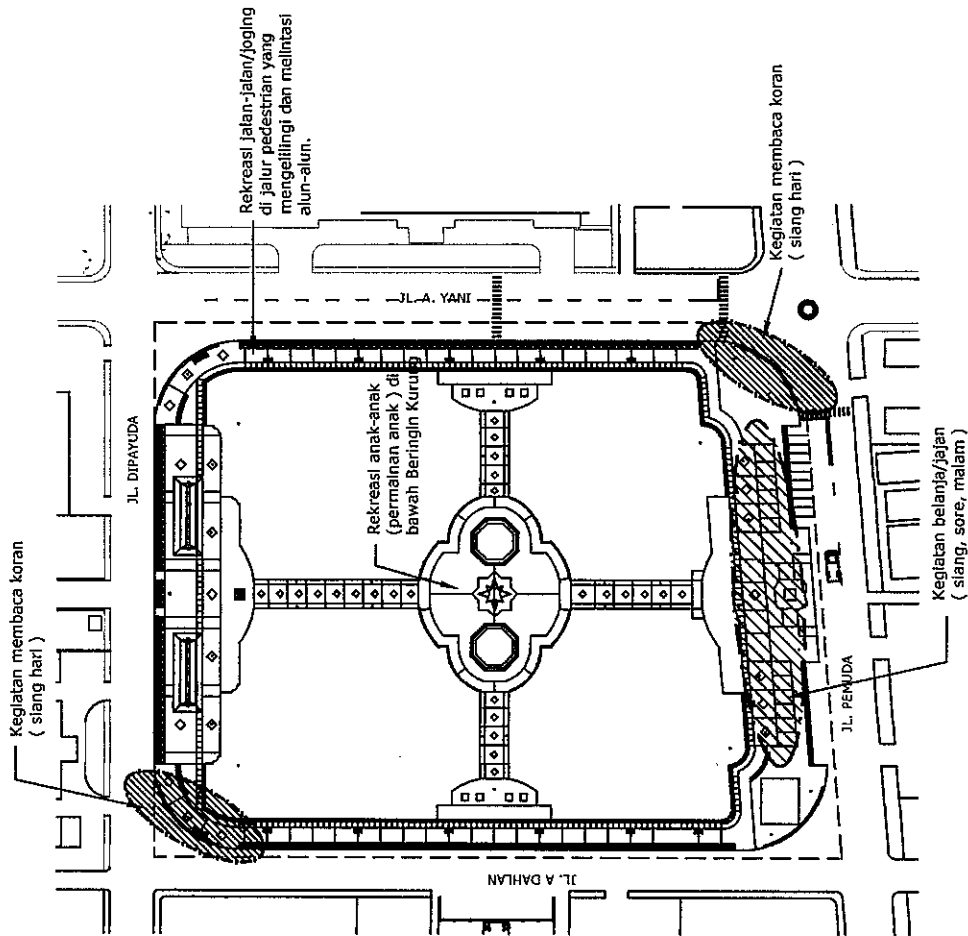 Kegiatan membaca koran
( siang hari )
JL. DIPAYUDA
Rekreasi jalan-jalan/joging
di jalur pedestrian yang
mengelilingi dan melintasi
alun-alun.
JL. A. YANI
Rekreasi anak-anak
(permainan anak ) di
bawah Beringin Kurung
Kegiatan membaca koran
( siang hari )
JL. A DAHLAN
JL. PEMUDA
Kegiatan belanja/jajan
( siang, sore, malam )